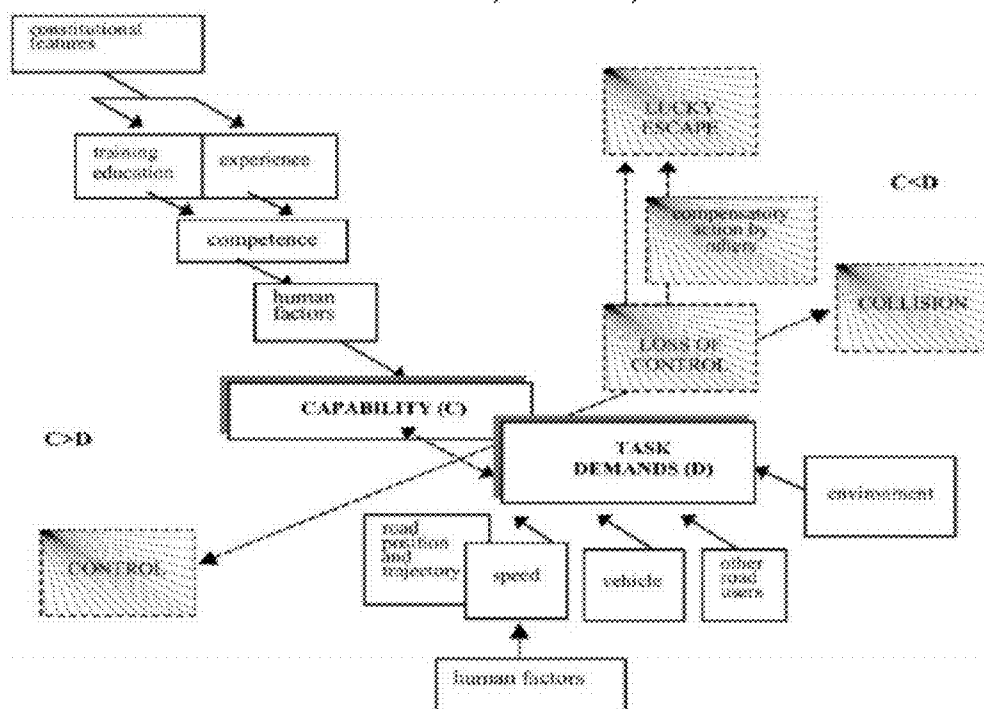 constitutional
features
LUCKY
ESCAPE
training
education
experience
C<D
compensatory
action by
others
competence
COLLISION
human
factors
LOSS OF
CONTROL
CAPABILITY (C)
C>D
TASK
DEMANDS (D)
environment
road
position
and
trajectory
speed
vehicle
other
road
users
CONTROL
human factors